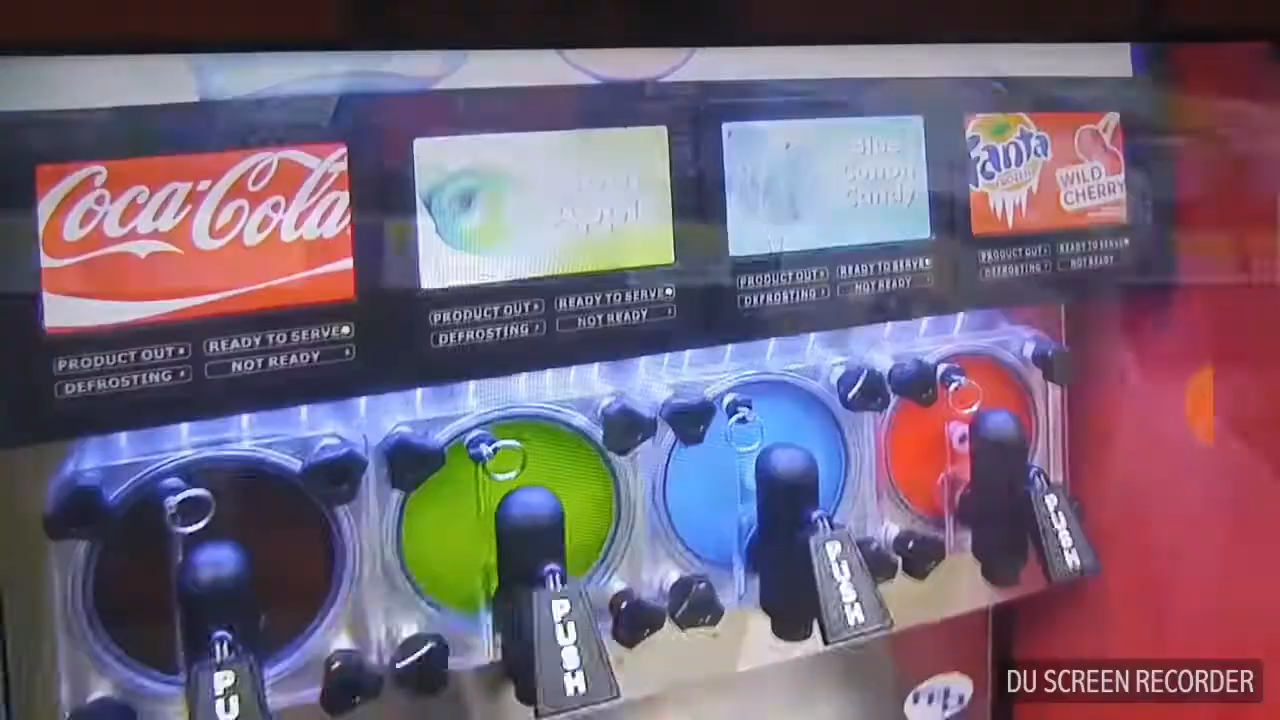 Coca-Cola
PRODUCT OUT
READY TO SERVE
DEFROSTING
NOT READY
PRODUCT OUT
READY TO SERVE
DEFROSTING
NOT READY
Blue
Cotton
Candy
PRODUCT OUT
READY TO SERVE
DEFROSTING
NOT READY
Fanta
WILD
CHERRY
PRODUCT OUT
READY TO SERVE
DEFROSTING
NOT READY
PU
PUSH
PUSH
PUSH
DU SCREEN RECORDER